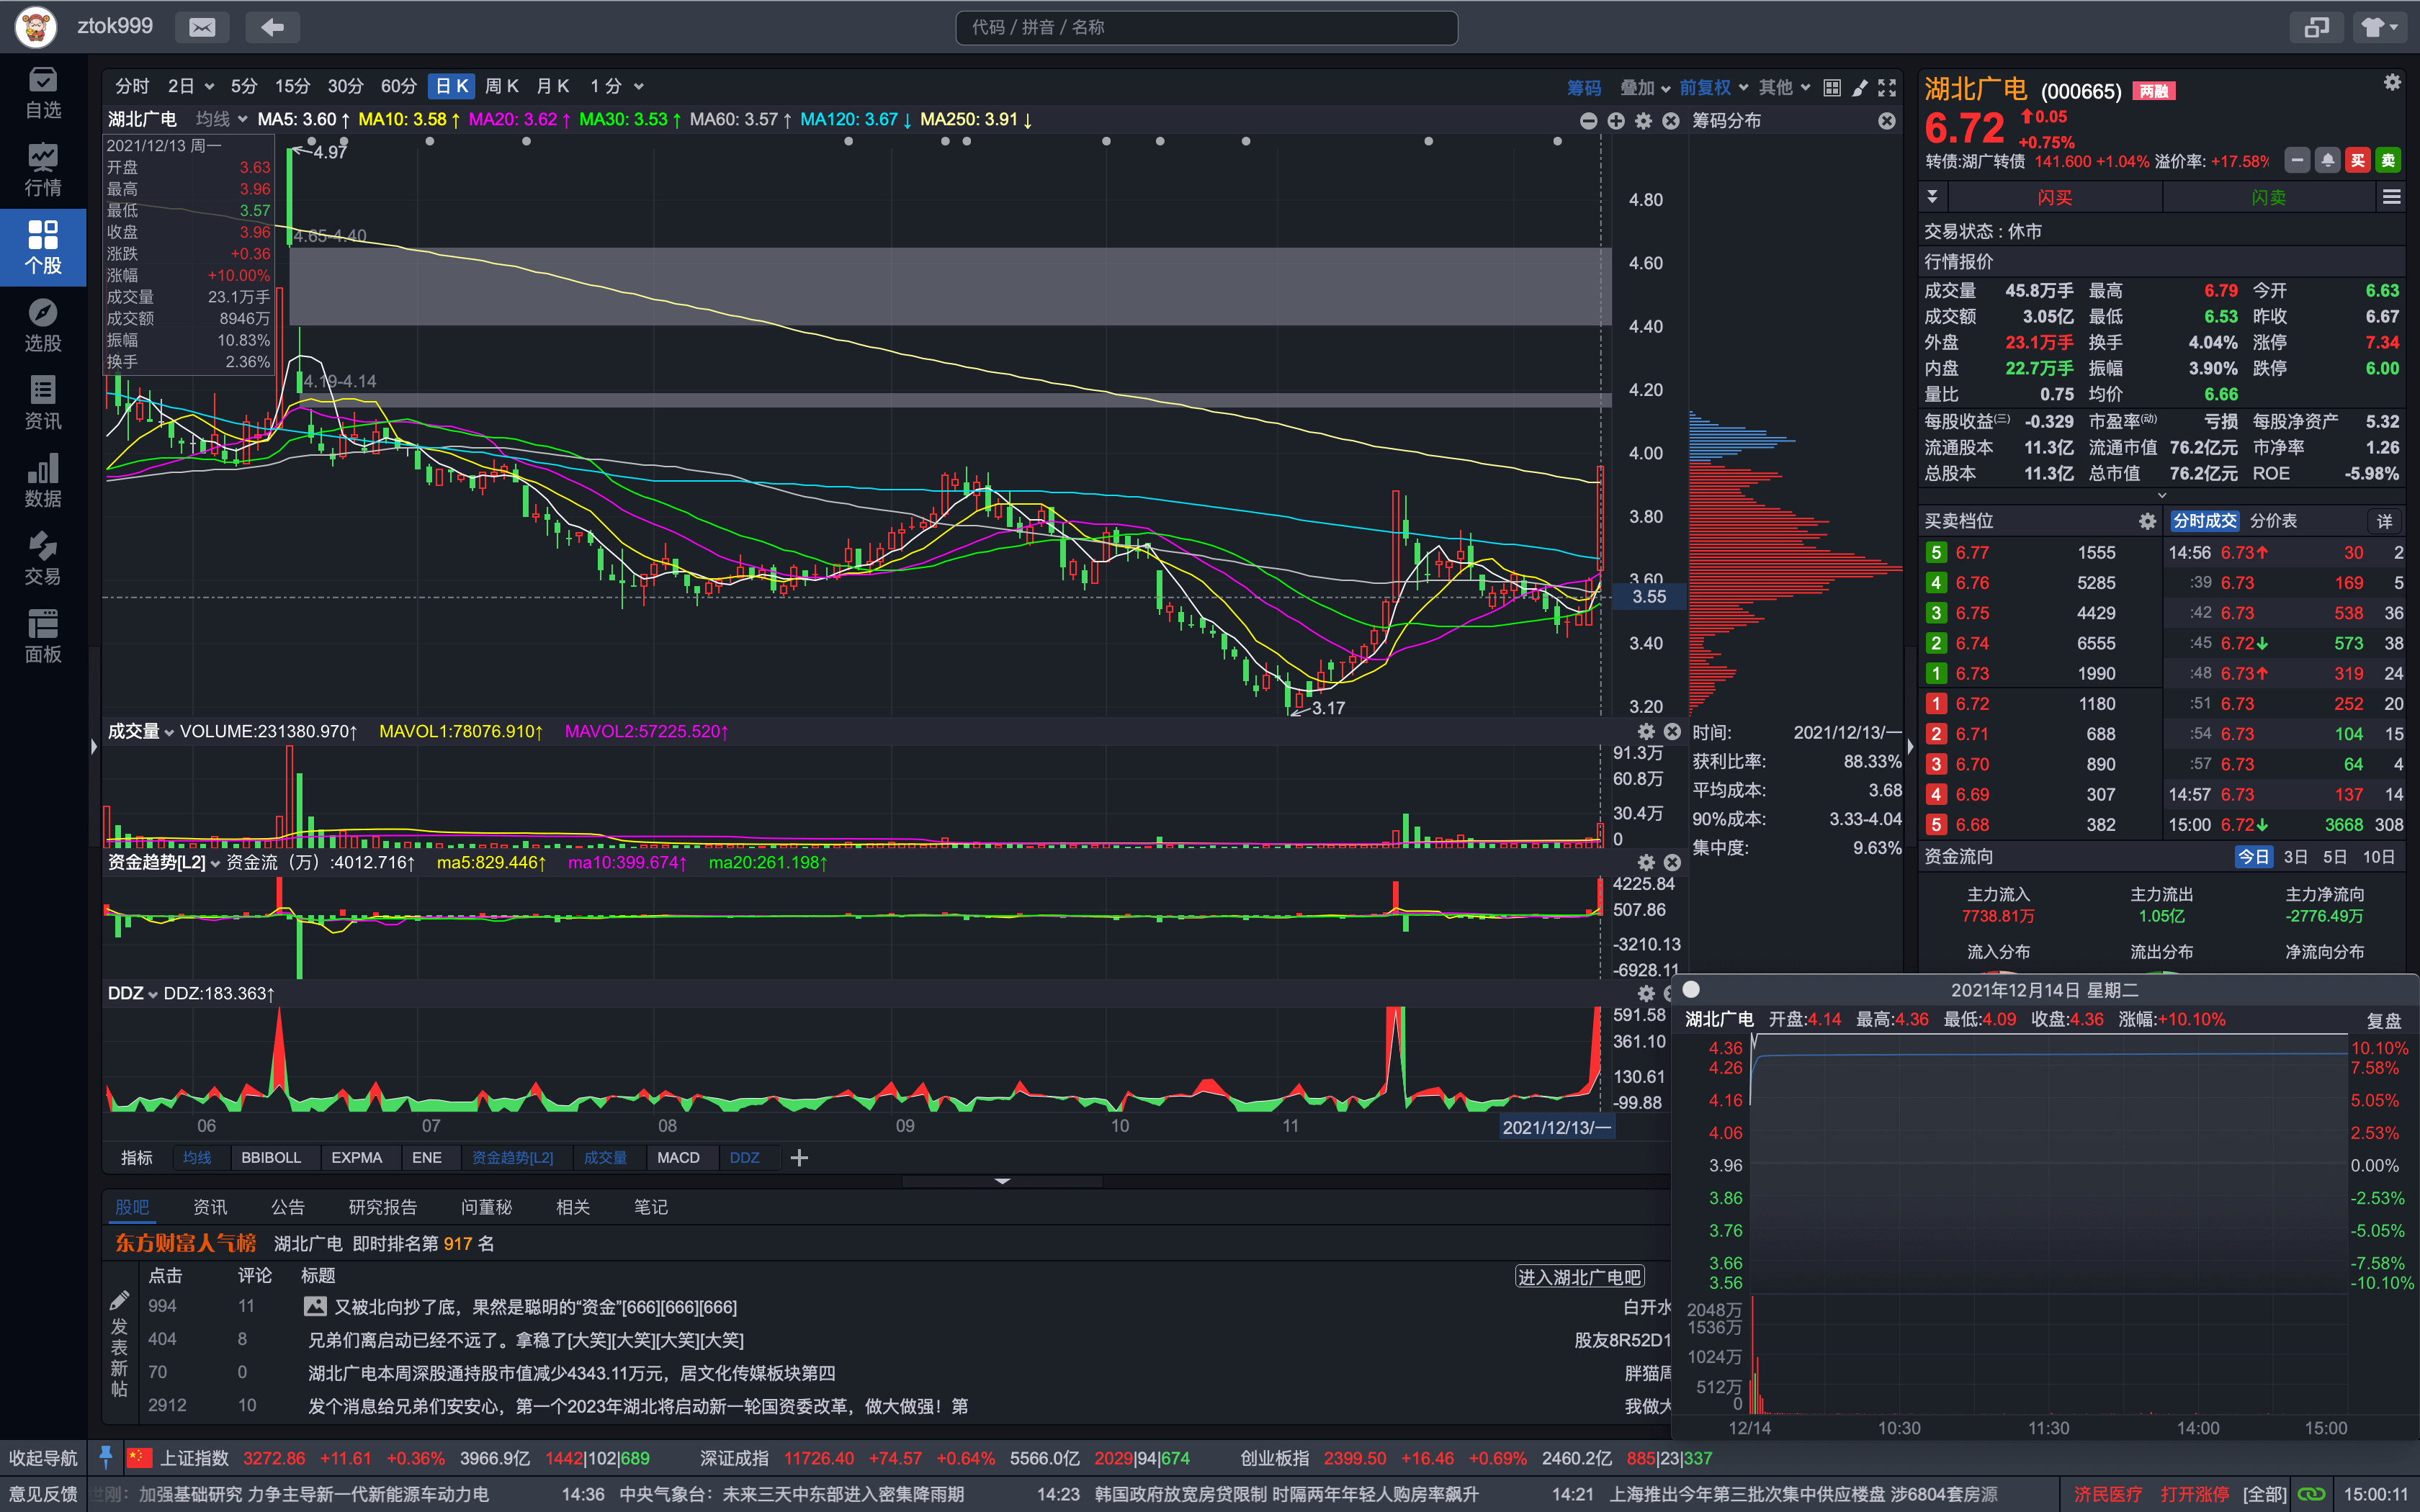 ztok999
代码 / 拼音 / 名称
自选
行情
个股
选股
资讯
数据
交易
面板
分时 2日 5分 15分 30分 60分 日K 周K 月K 1分
筹码 叠加 前复权 其他
湖北广电 均线 MA5: 3.60↑ MA10: 3.58↑ MA20: 3.62↑ MA30: 3.53↑ MA60: 3.57↑ MA120: 3.67↓ MA250: 3.91↓
筹码分布
2021/12/13 周一
开盘 3.63
最高 3.96
最低 3.57
收盘 3.96
涨跌 +0.36
涨幅 +10.00%
成交量 23.1万手
成交额 8946万
振幅 10.83%
换手 2.36%
4.97
4.65-4.40
4.19-4.14
3.17
4.80
4.60
4.40
4.20
4.00
3.80
3.60
3.55
3.40
3.20
成交量 VOLUME:231380.970↑ MAVOL1:78076.910↑ MAVOL2:57225.520↑
91.3万
60.8万
30.4万
0
资金趋势[L2] 资金流（万）:4012.716↑ ma5:829.446↑ ma10:399.674↑ ma20:261.198↑
4225.84
507.86
-3210.13
-6928.11
DDZ DDZ:183.363↑
591.58
361.10
130.61
-99.88
06 07 08 09 10 11 2021/12/13/一
时间: 2021/12/13/一
获利比率: 88.33%
平均成本: 3.68
90%成本: 3.33-4.04
集中度: 9.63%
指标 均线 BBIBOLL EXPMA ENE 资金趋势[L2] 成交量 MACD DDZ
股吧 资讯 公告 研究报告 问董秘 相关 笔记
东方财富人气榜 湖北广电 即时排名第 917 名
点击 评论 标题 进入湖北广电吧
994 11 又被北向抄了底，果然是聪明的“资金”[666][666][666] 白开水
404 8 兄弟们离启动已经不远了。拿稳了[大笑][大笑][大笑][大笑] 股友8R52D1
70 0 湖北广电本周深股通持股市值减少4343.11万元，居文化传媒板块第四 胖猫周
2912 10 发个消息给兄弟们安安心，第一个2023年湖北将启动新一轮国资委改革，做大做强！第 我做大
发表新帖
湖北广电 (000665) 两融
6.72 0.05
+0.75%
转债:湖广转债 141.600 +1.04% 溢价率: +17.58% 买 卖
闪买 闪卖
交易状态 : 休市
行情报价
成交量 45.8万手 最高 6.79 今开 6.63
成交额 3.05亿 最低 6.53 昨收 6.67
外盘 23.1万手 换手 4.04% 涨停 7.34
内盘 22.7万手 振幅 3.90% 跌停 6.00
量比 0.75 均价 6.66
每股收益(三) -0.329 市盈率(动) 亏损 每股净资产 5.32
流通股本 11.3亿 流通市值 76.2亿元 市净率 1.26
总股本 11.3亿 总市值 76.2亿元 ROE -5.98%
买卖档位 分时成交 分价表 详
5 6.77 1555 14:56 6.73↑ 30 2
4 6.76 5285 :39 6.73 169 5
3 6.75 4429 :42 6.73 538 36
2 6.74 6555 :45 6.72↓ 573 38
1 6.73 1990 :48 6.73↑ 319 24
1 6.72 1180 :51 6.73 252 20
2 6.71 688 :54 6.73 104 15
3 6.70 890 :57 6.73 64 4
4 6.69 307 14:57 6.73 137 14
5 6.68 382 15:00 6.72↓ 3668 308
资金流向 今日 3日 5日 10日
主力流入 主力流出 主力净流向
7738.81万 1.05亿 -2776.49万
流入分布 流出分布 净流向分布
2021年12月14日 星期二
湖北广电 开盘:4.14 最高:4.36 最低:4.09 收盘:4.36 涨幅:+10.10% 复盘
4.36 10.10%
4.26 7.58%
4.16 5.05%
4.06 2.53%
3.96 0.00%
3.86 -2.53%
3.76 -5.05%
3.66 -7.58%
3.56 -10.10%
2048万
1536万
1024万
512万
0
12/14 10:30 11:30 14:00 15:00
收起导航 上证指数 3272.86 +11.61 +0.36% 3966.9亿 1442|102|689 深证成指 11726.40 +74.57 +0.64% 5566.0亿 2029|94|674 创业板指 2399.50 +16.46 +0.69% 2460.2亿 885|23|337
意见反馈 刚：加强基础研究 力争主导新一代新能源车动力电 14:36 中央气象台：未来三天中东部进入密集降雨期 14:23 韩国政府放宽房贷限制 时隔两年年轻人购房率飙升 14:21 上海推出今年第三批次集中供应楼盘 涉6804套房源 济民医疗 打开涨停 [全部] 15:00:11